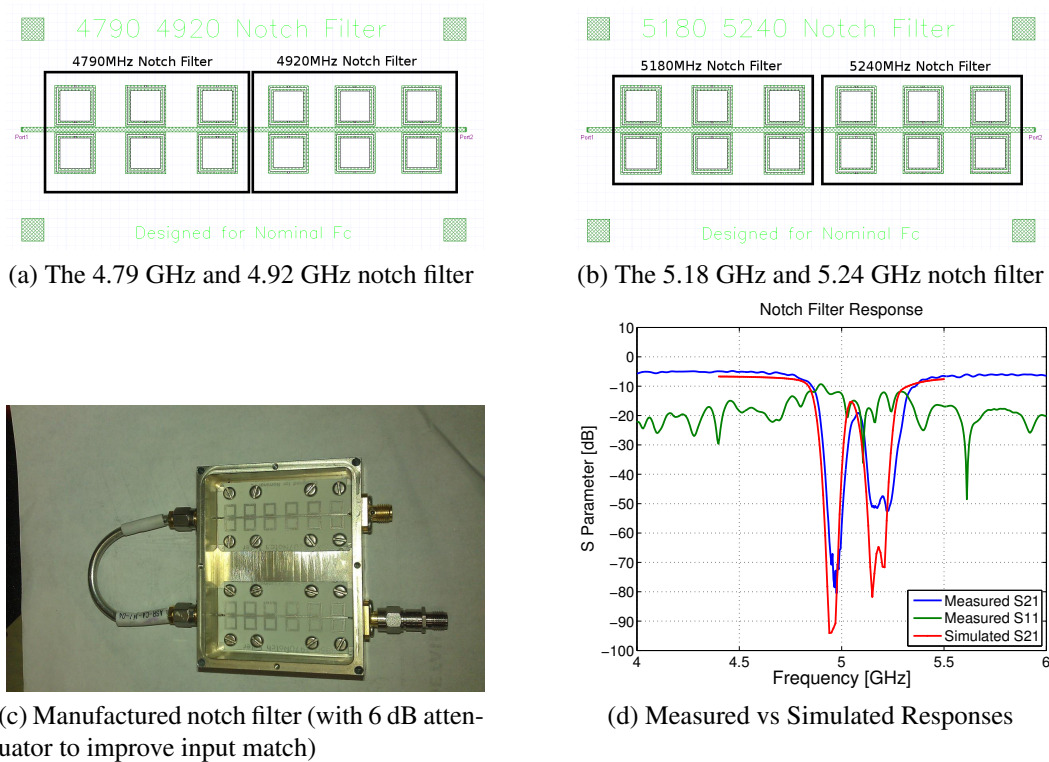 4790 4920 Notch Filter
4790MHz Notch Filter
4920MHz Notch Filter
Port1
Port2
Designed for Nominal Fc
(a) The 4.79 GHz and 4.92 GHz notch filter
5180 5240 Notch Filter
5180MHz Notch Filter
5240MHz Notch Filter
Port1
Port2
Designed for Nominal Fc
(b) The 5.18 GHz and 5.24 GHz notch filter
(c) Manufactured notch filter (with 6 dB atten-
uator to improve input match)
Notch Filter Response
10
0
−10
−20
−30
−40
−50
−60
−70
−80
−90
−100
S Parameter [dB]
4
4.5
5
5.5
6
Frequency [GHz]
Measured S21
Measured S11
Simulated S21
(d) Measured vs Simulated Responses